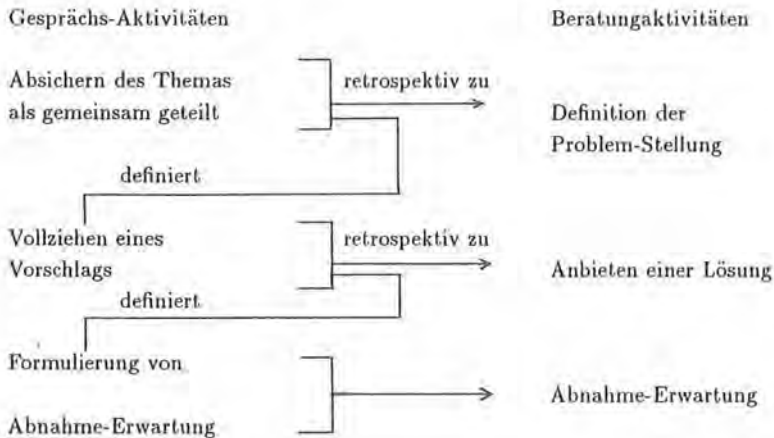 Gesprächs-Aktivitäten
Beratungaktivitäten
Absichern des Themas
als gemeinsam geteilt
retrospektiv zu
Definition der
Problem-Stellung
definiert
Vollziehen eines
Vorschlags
retrospektiv zu
Anbieten einer Lösung
definiert
Formulierung von
Abnahme-Erwartung
Abnahme-Erwartung